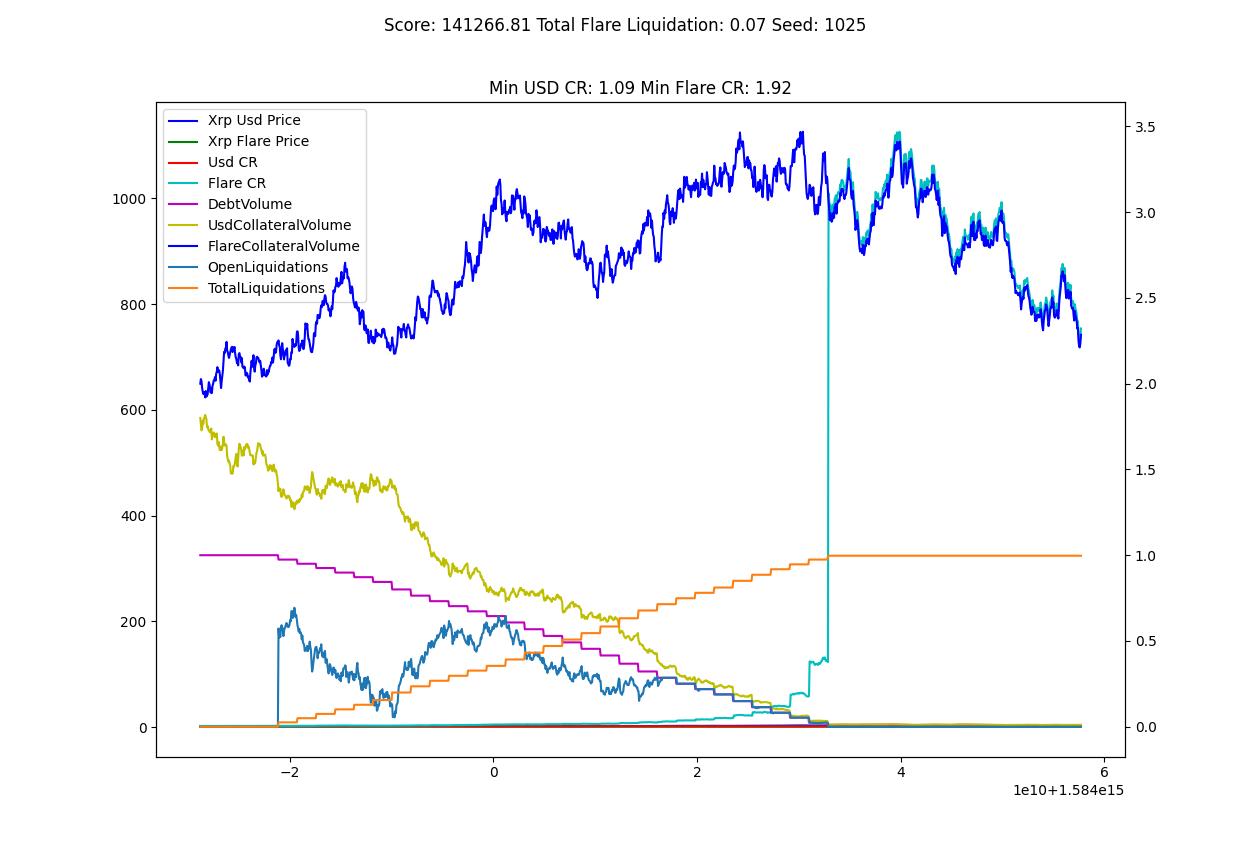 Score: 141266.81 Total Flare Liquidation: 0.07 Seed: 1025
Min USD CR: 1.09 Min Flare CR: 1.92
Xrp Usd Price
Xrp Flare Price
Usd CR
Flare CR
DebtVolume
UsdCollateralVolume
FlareCollateralVolume
OpenLiquidations
TotalLiquidations
1000
800
600
400
200
0
3.5
3.0
2.5
2.0
1.5
1.0
0.5
0.0
−2 0 2 4 6
1e10+1.584e15